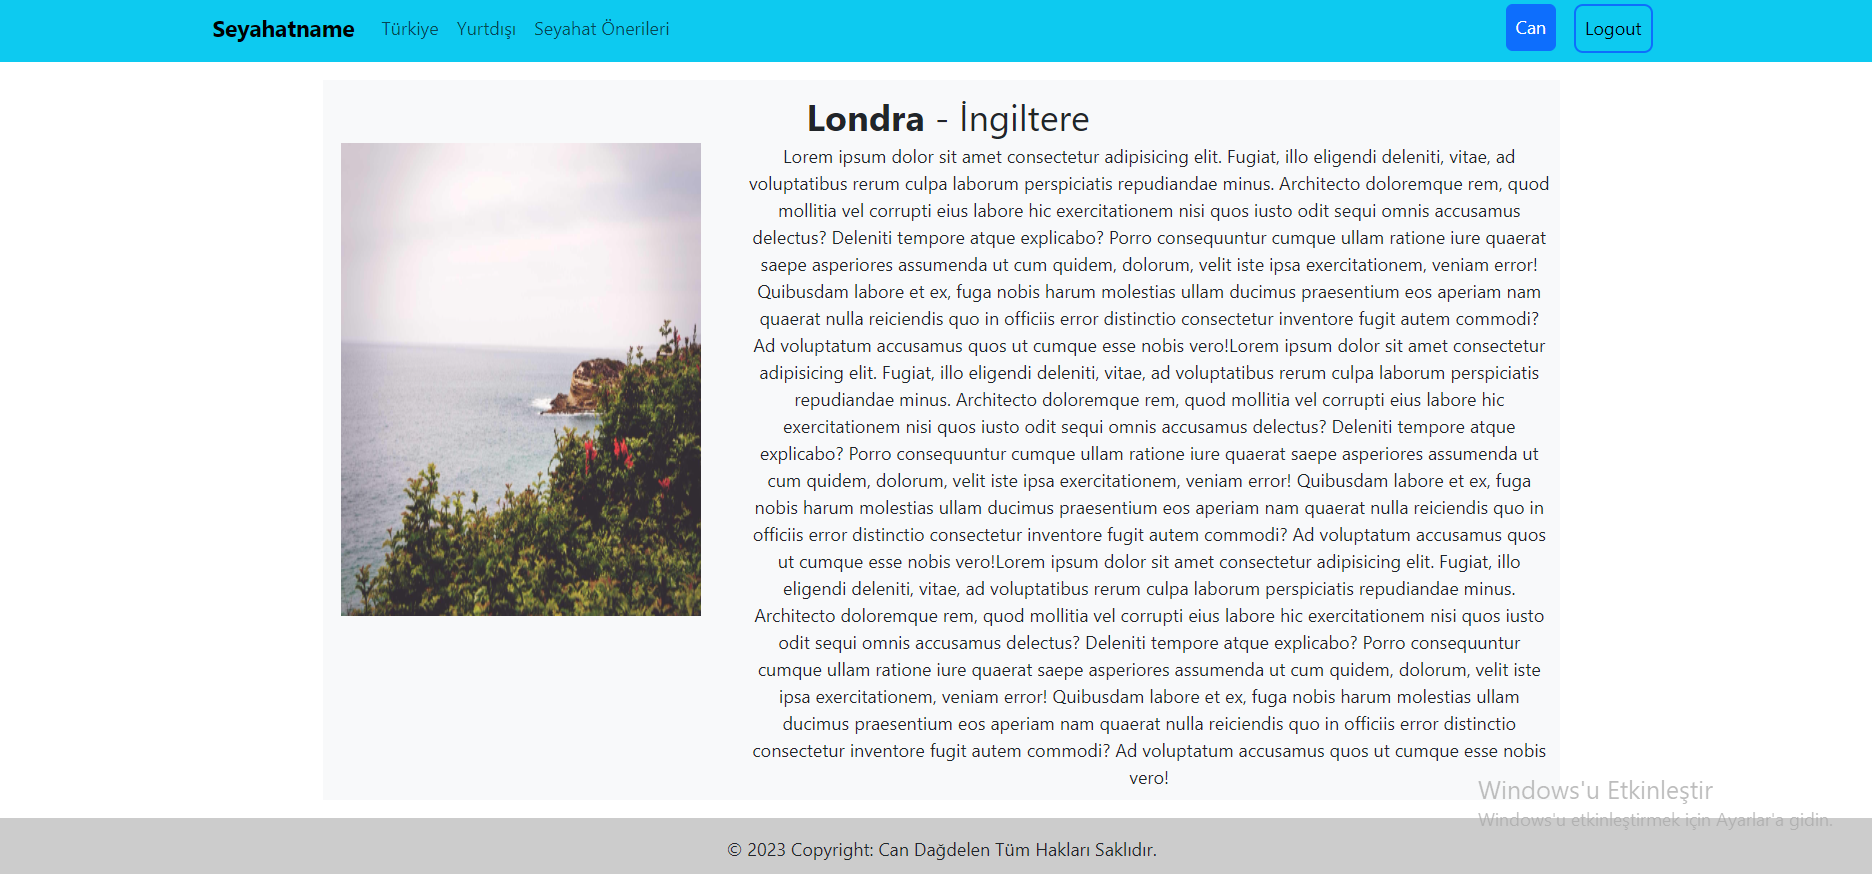 Seyahatname Türkiye Yurtdışı Seyahat Önerileri Can Logout
Londra - İngiltere
Lorem ipsum dolor sit amet consectetur adipisicing elit. Fugiat, illo eligendi deleniti, vitae, ad
voluptatibus rerum culpa laborum perspiciatis repudiandae minus. Architecto doloremque rem, quod
mollitia vel corrupti eius labore hic exercitationem nisi quos iusto odit sequi omnis accusamus
delectus? Deleniti tempore atque explicabo? Porro consequuntur cumque ullam ratione iure quaerat
saepe asperiores assumenda ut cum quidem, dolorum, velit iste ipsa exercitationem, veniam error!
Quibusdam labore et ex, fuga nobis harum molestias ullam ducimus praesentium eos aperiam nam
quaerat nulla reiciendis quo in officiis error distinctio consectetur inventore fugit autem commodi?
Ad voluptatum accusamus quos ut cumque esse nobis vero!Lorem ipsum dolor sit amet consectetur
adipisicing elit. Fugiat, illo eligendi deleniti, vitae, ad voluptatibus rerum culpa laborum perspiciatis
repudiandae minus. Architecto doloremque rem, quod mollitia vel corrupti eius labore hic
exercitationem nisi quos iusto odit sequi omnis accusamus delectus? Deleniti tempore atque
explicabo? Porro consequuntur cumque ullam ratione iure quaerat saepe asperiores assumenda ut
cum quidem, dolorum, velit iste ipsa exercitationem, veniam error! Quibusdam labore et ex, fuga
nobis harum molestias ullam ducimus praesentium eos aperiam nam quaerat nulla reiciendis quo in
officiis error distinctio consectetur inventore fugit autem commodi? Ad voluptatum accusamus quos
ut cumque esse nobis vero!Lorem ipsum dolor sit amet consectetur adipisicing elit. Fugiat, illo
eligendi deleniti, vitae, ad voluptatibus rerum culpa laborum perspiciatis repudiandae minus.
Architecto doloremque rem, quod mollitia vel corrupti eius labore hic exercitationem nisi quos iusto
odit sequi omnis accusamus delectus? Deleniti tempore atque explicabo? Porro consequuntur
cumque ullam ratione iure quaerat saepe asperiores assumenda ut cum quidem, dolorum, velit iste
ipsa exercitationem, veniam error! Quibusdam labore et ex, fuga nobis harum molestias ullam
ducimus praesentium eos aperiam nam quaerat nulla reiciendis quo in officiis error distinctio
consectetur inventore fugit autem commodi? Ad voluptatum accusamus quos ut cumque esse nobis
vero!
Windows'u Etkinleştir
Windows'u etkinleştirmek için Ayarlar'a gidin.
© 2023 Copyright: Can Dağdelen Tüm Hakları Saklıdır.